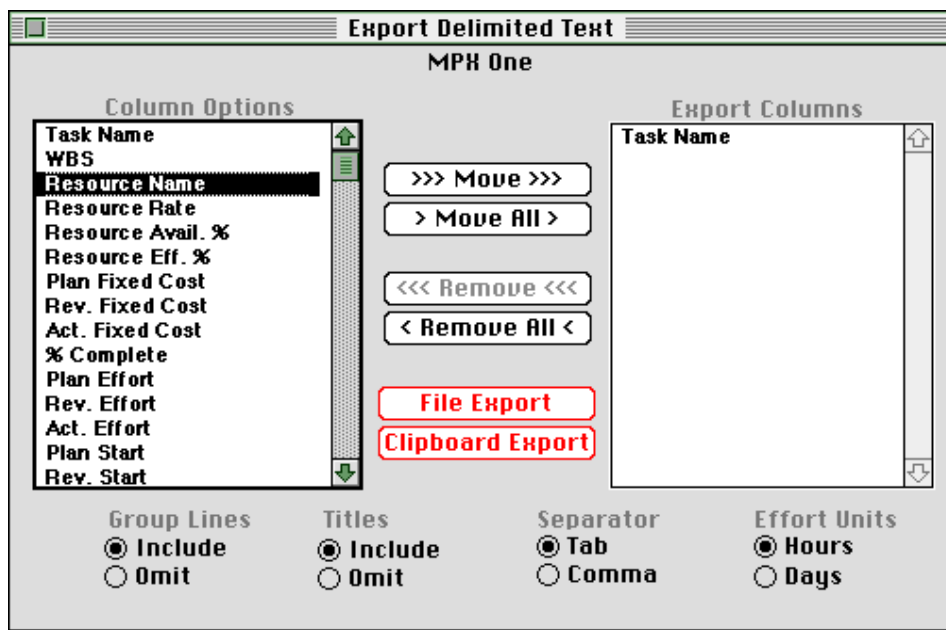 Export Delimited Text
MPX One
Column Options
Task Name
WBS
Resource Name
Resource Rate
Resource Avail. %
Resource Eff. %
Plan Fixed Cost
Rev. Fixed Cost
Act. Fixed Cost
% Complete
Plan Effort
Rev. Effort
Act. Effort
Plan Start
Rev. Start
>>> Move >>>
> Move All >
<<< Remove <<<
< Remove All <
File Export
Clipboard Export
Export Columns
Task Name
Group Lines
Include
Omit
Titles
Include
Omit
Separator
Tab
Comma
Effort Units
Hours
Days